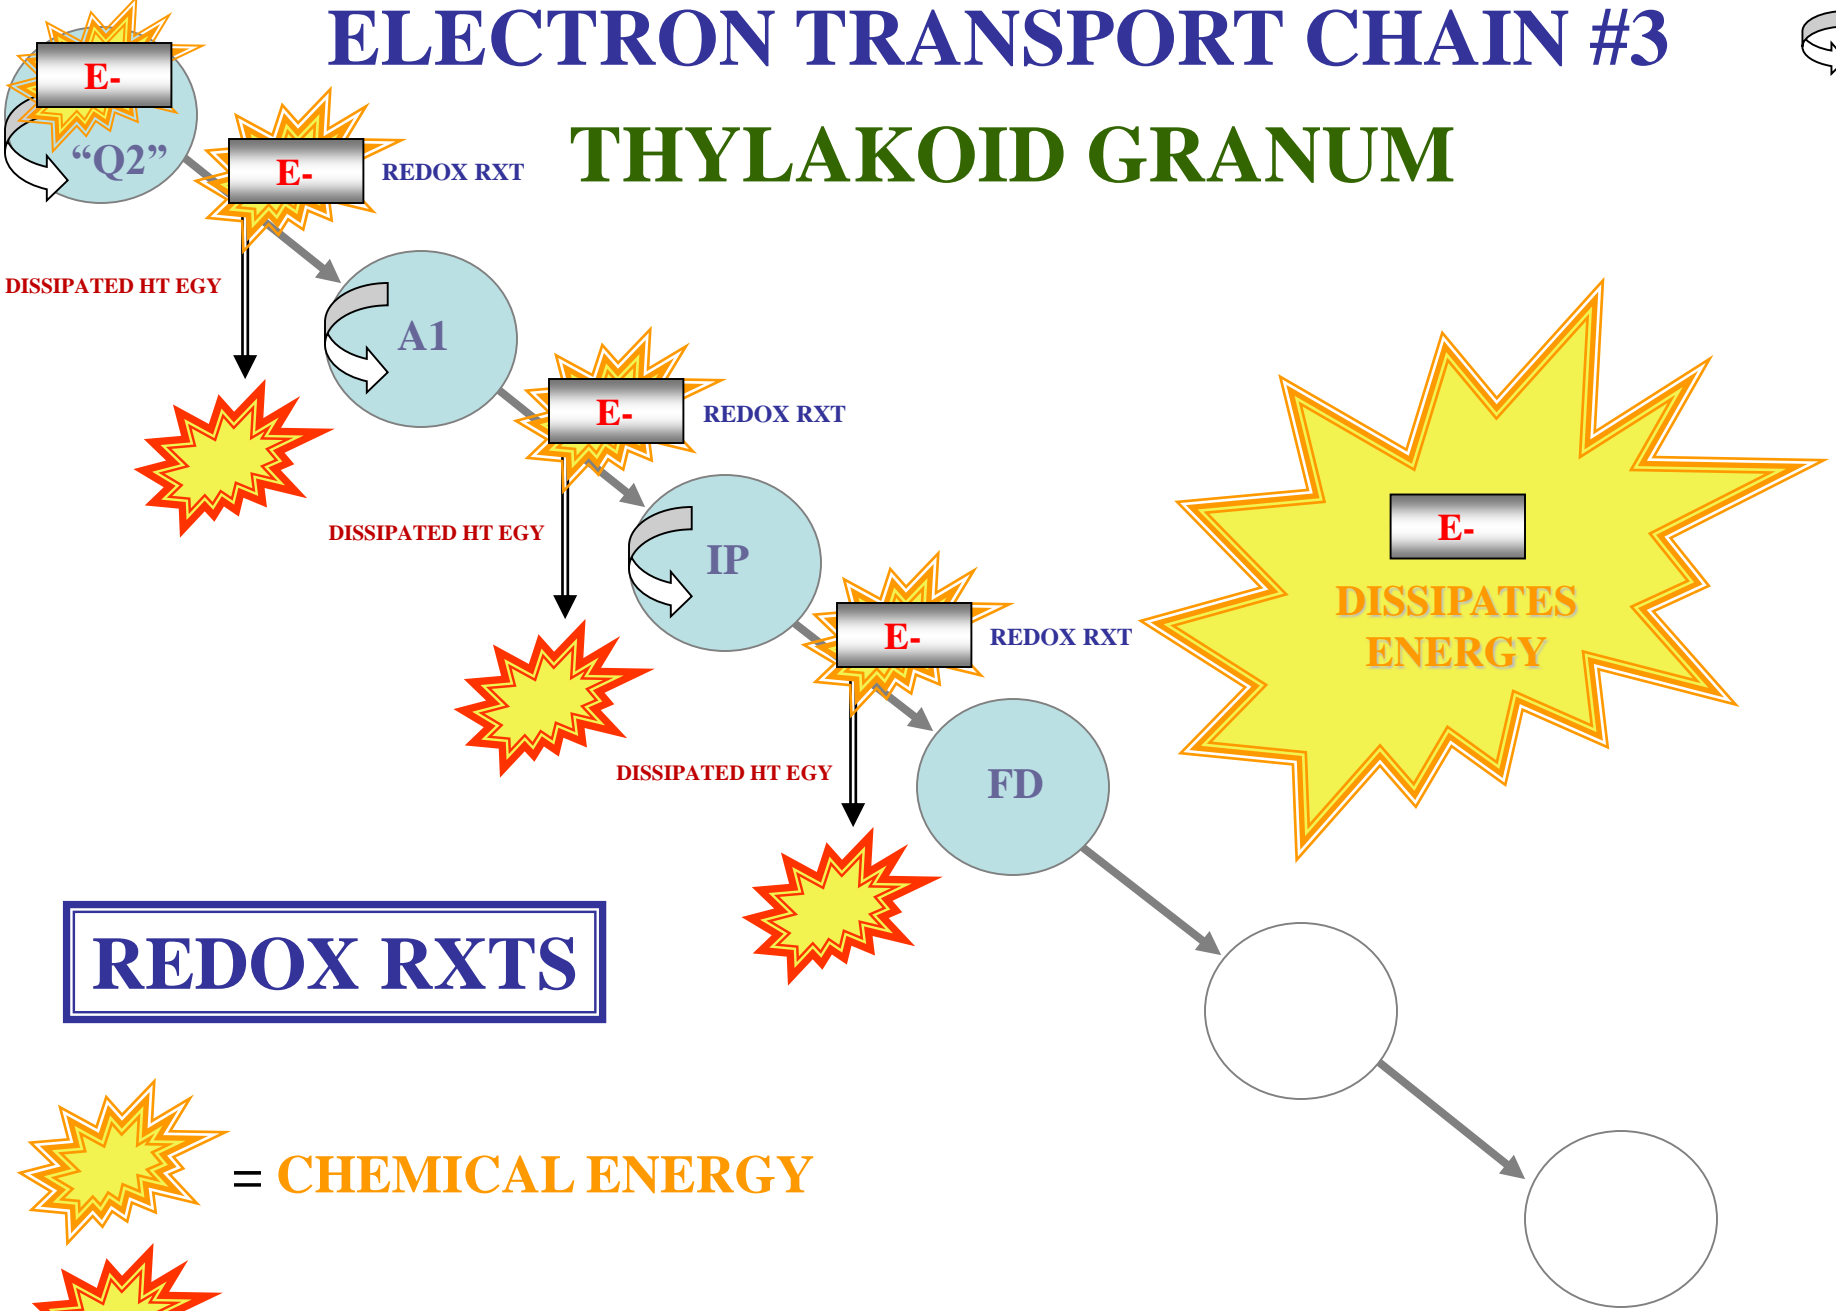 ELECTRON TRANSPORT CHAIN #3
THYLAKOID GRANUM
E-
“Q2”
E-
REDOX RXT
DISSIPATED HT EGY
A1
E-
REDOX RXT
DISSIPATED HT EGY
IP
E-
REDOX RXT
DISSIPATED HT EGY
FD
E-
DISSIPATES
ENERGY
REDOX RXTS
= CHEMICAL ENERGY